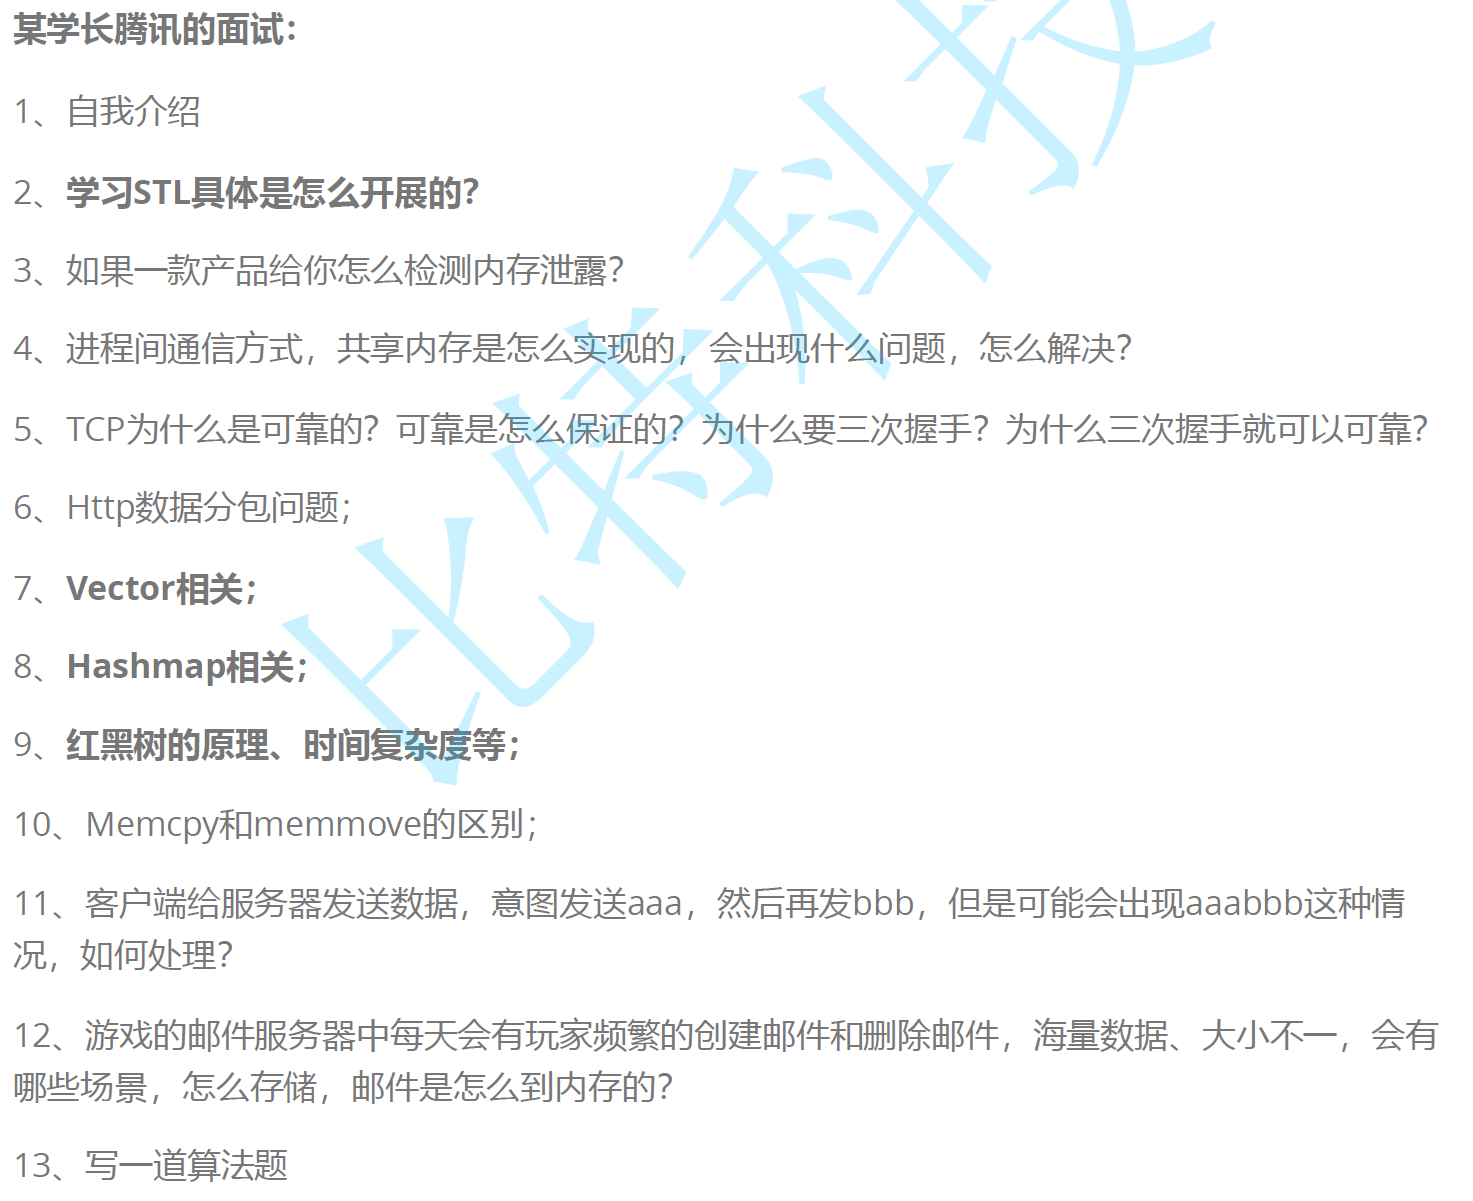 某学长腾讯的面试：
1、自我介绍
2、学习STL具体是怎么开展的？
3、如果一款产品给你怎么检测内存泄露？
4、进程间通信方式，共享内存是怎么实现的，会出现什么问题，怎么解决？
5、TCP为什么是可靠的？可靠是怎么保证的？为什么要三次握手？为什么三次握手就可以可靠？
6、Http数据分包问题；
7、Vector相关；
8、Hashmap相关；
9、红黑树的原理、时间复杂度等；
10、Memcpy和memmove的区别；
11、客户端给服务器发送数据，意图发送aaa，然后再发bbb，但是可能会出现aaabbb这种情
况，如何处理？
12、游戏的邮件服务器中每天会有玩家频繁的创建邮件和删除邮件，海量数据、大小不一，会有
哪些场景，怎么存储，邮件是怎么到内存的？
13、写一道算法题
比特科技